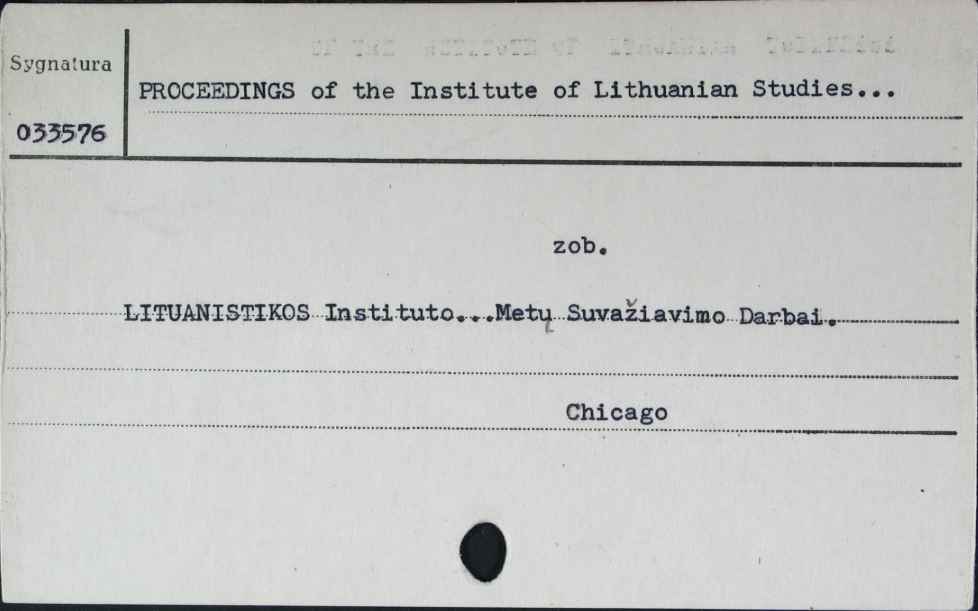 Sygnatura
PROCEEDINGS of the Institute of Lithuanian Studies...
033576
zob.
LITUANISTIKOS Instituto...Metų Suvažiavimo Darbai.
Chicago